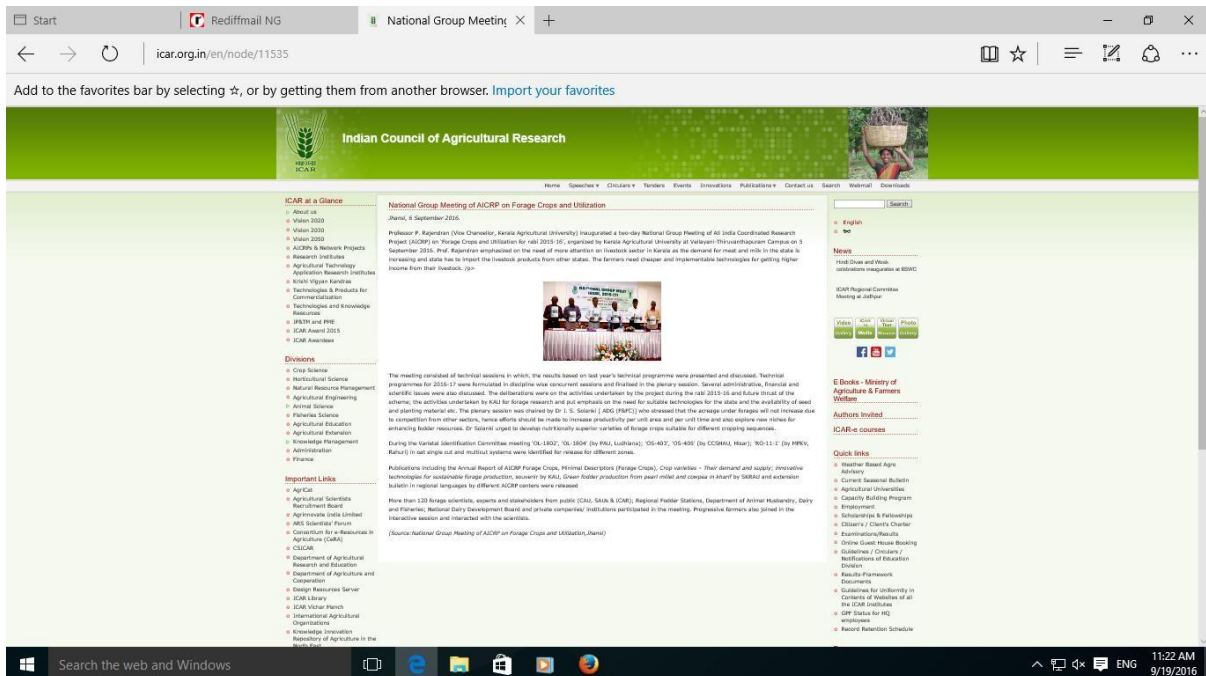 Start
Rediffmail NG
National Group Meeting
icar.org.in/en/node/11535
Add to the favorites bar by selecting ☆, or by getting them from another browser. Import your favorites
ICAR
Indian Council of Agricultural Research
Home Speeches Circulars Tenders Events Innovations Publications Contact us Search Webmail Downloads
ICAR at a Glance
About us
Vision 2020
Vision 2030
Vision 2050
AICRPs & Network Projects
Research Institutes
Agricultural Technology
Application Research Institutes
Krishi Vigyan Kendras
Technologies & Products for
Commercialization
Technologies and Knowledge
Resources
IP&TM and PME
ICAR Award 2015
ICAR Awardees
Divisions
Crop Science
Horticultural Science
Natural Resource Management
Agricultural Engineering
Animal Science
Fisheries Science
Agricultural Education
Agricultural Extension
Knowledge Management
Administration
Finance
Important Links
AgriCat
Agricultural Scientists
Recruitment Board
Agrinnovate India Limited
ARS Scientists' Forum
Consortium for e-Resources in
Agriculture (CeRA)
CSICAR
Department of Agricultural
Research and Education
Department of Agriculture and
Cooperation
Design Resources Server
ICAR Library
ICAR Vichar Manch
International Agricultural
Organizations
Knowledge Innovation
Repository of Agriculture in the
North East
National Group Meeting of AICRP on Forage Crops and Utilization
Jhansi, 6 September 2016.
Professor P. Rajendran (Vice Chancellor, Kerala Agricultural University) inaugurated a two-day National Group Meeting of All India Coordinated Research
Project (AICRP) on 'Forage Crops and Utilization for rabi 2015-16', organized by Kerala Agricultural University at Vellayani-Thiruvanthapuram Campus on 5
September 2016. Prof. Rajendran emphasized on the need of more attention on livestock sector in Kerala as the demand for meat and milk in the state is
increasing and state has to import the livestock products from other states. The farmers need cheaper and implementable technologies for getting higher
income from their livestock. /p>
The meeting consisted of technical sessions in which, the results based on last year's technical programme were presented and discussed. Technical
programmes for 2016-17 were formulated in discipline wise concurrent sessions and finalised in the plenary session. Several administrative, financial and
scientific issues were also discussed. The deliberations were on the activities undertaken by the project during the rabi 2015-16 and future thrust of the
scheme; the activities undertaken by KAU for forage research and put emphasis on the need for suitable technologies for the state and the availability of seed
and planting material etc. The plenary session was chaired by Dr I. S. Solanki [ ADG (F&FC)] who stressed that the acreage under forages will not increase due
to competition from other sectors, hence efforts should be made to increase productivity per unit area and per unit time and also explore new niches for
enhancing fodder resources. Dr Solanki urged to develop nutritionally superior varieties of forage crops suitable for different cropping sequences.
During the Varietal Identification Committee meeting 'OL-1802', 'OL-1804' (by PAU, Ludhiana); 'OS-403', 'OS-406' (by CCSHAU, Hisar); 'RO-11-1' (by MPKV,
Rahuri) in oat single cut and multicut systems were identified for release for different zones.
Publications including the Annual Report of AICRP Forage Crops, Minimal Descriptors (Forage Crops), Crop varieties – Their demand and supply; Innovative
technologies for sustainable forage production, souvenir by KAU, Green fodder production from pearl millet and cowpea in kharif by SKRAU and extension
bulletin in regional languages by different AICRP centers were released
More than 120 forage scientists, experts and stakeholders from public (CAU, SAUs & ICAR); Regional Fodder Stations, Department of Animal Husbandry, Dairy
and Fisheries; National Dairy Development Board and private companies/ institutions participated in the meeting. Progressive farmers also joined in the
interactive session and interacted with the scientists.
(Source:National Group Meeting of AICRP on Forage Crops and Utilization,Jhansi)
Search
English
News
Hindi Divas and Week
celebrations inaugurated at IISWC
ICAR Regional Committee
Meeting at Jodhpur
Video Photo
Gallery Gallery
E Books - Ministry of
Agriculture & Farmers
Welfare
Authors Invited
ICAR-e courses
Quick links
Weather Based Agro
Advisory
Current Seasonal Bulletin
Agricultural Universities
Capacity Building Program
Employment
Scholarships & Fellowships
Citizen's / Client's Charter
Examinations/Results
Online Guest House Booking
Guidelines / Circulars /
Notifications of Education
Division
Results-Framework
Documents
Guidelines for Uniformity in
Contents of Websites of all
the ICAR Institutes
GPF Status for HQ
employees
Record Retention Schedule
Search the web and Windows
ENG
11:22 AM
9/19/2016